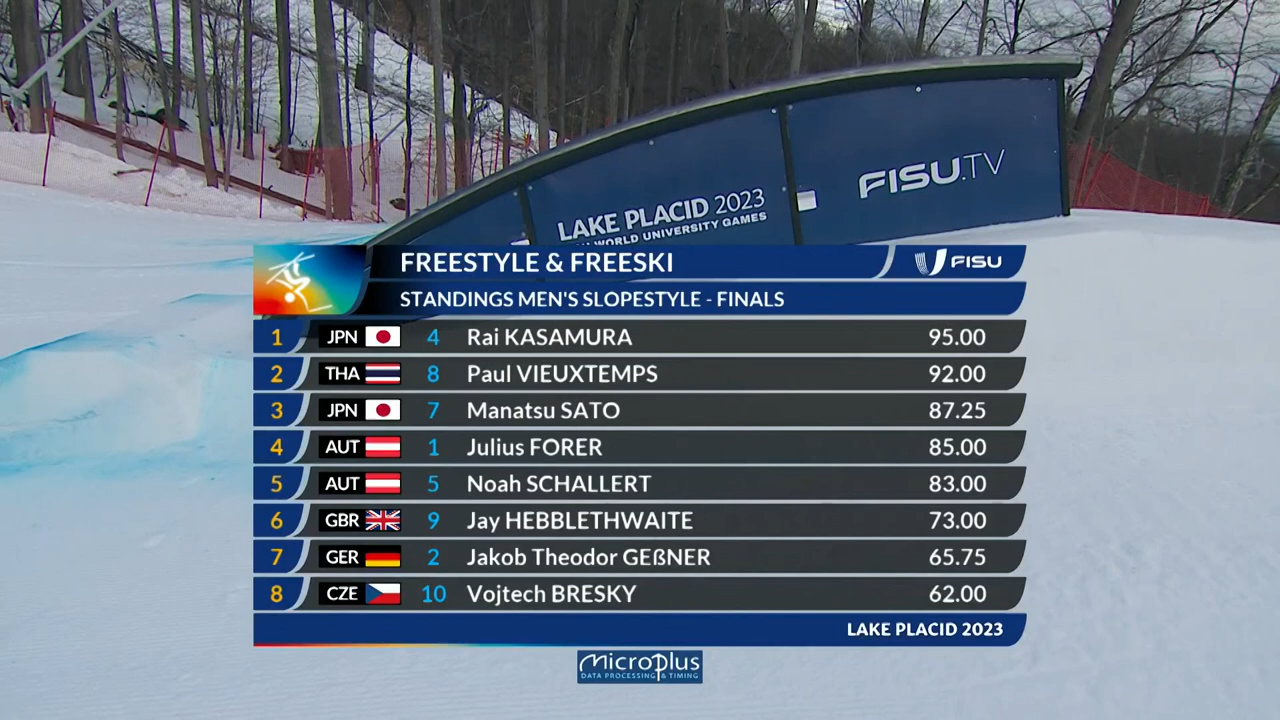 FISU.TV
LAKE PLACID 2023
WORLD UNIVERSITY GAMES
FREESTYLE & FREESKI
FISU
STANDINGS MEN'S SLOPESTYLE - FINALS
1 JPN 4 Rai KASAMURA 95.00
2 THA 8 Paul VIEUXTEMPS 92.00
3 JPN 7 Manatsu SATO 87.25
4 AUT 1 Julius FORER 85.00
5 AUT 5 Noah SCHALLERT 83.00
6 GBR 9 Jay HEBBLETHWAITE 73.00
7 GER 2 Jakob Theodor GEßNER 65.75
8 CZE 10 Vojtech BRESKY 62.00
LAKE PLACID 2023
Microplus
DATA PROCESSING & TIMING